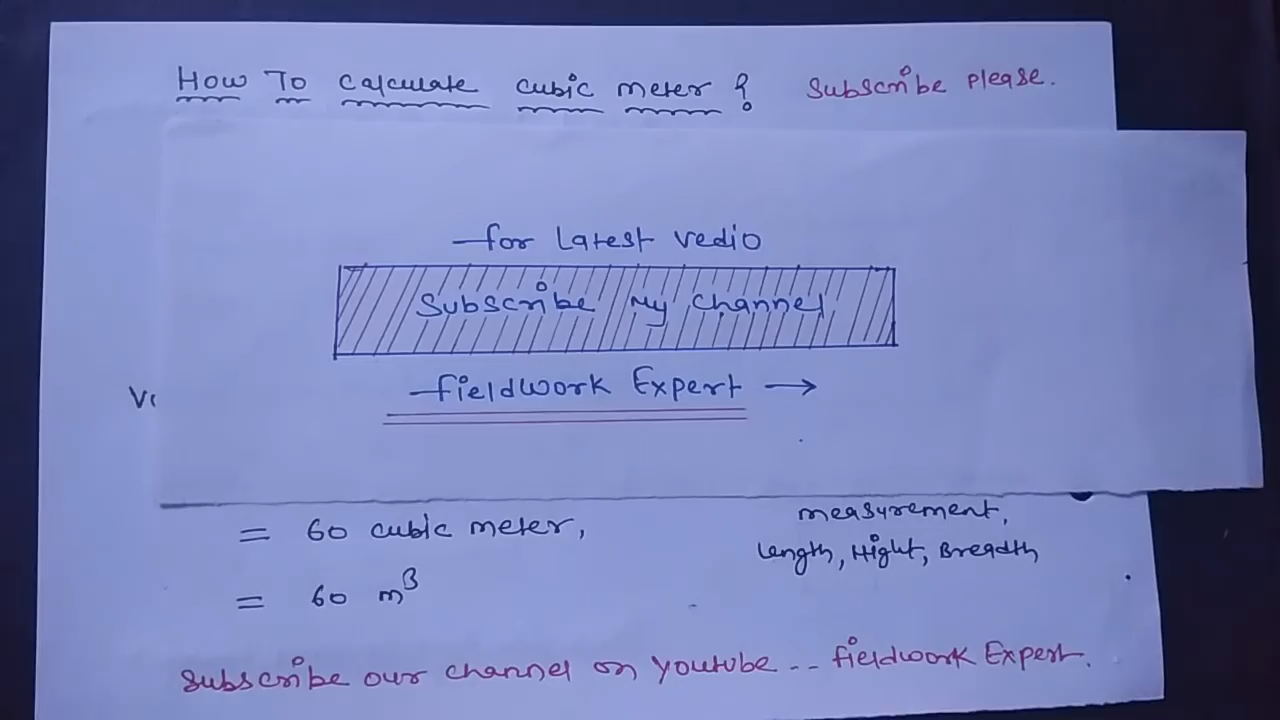 How To Calculate cubic meter ? Subscribe Please.
for Latest vedio
Subscribe My Channel
fieldwork Expert →
= 60 cubic meter,
measurement,
Length, Hight, Breadth
= 60 m³
Subscribe our channel on youtube -- fieldwork Expert.